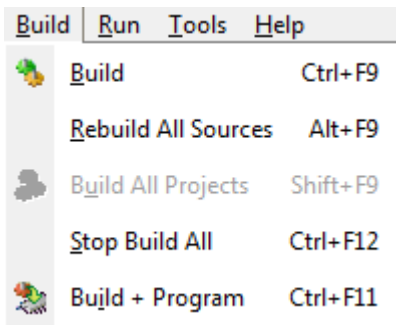 Build Run Tools Help
Build Ctrl+F9
Rebuild All Sources Alt+F9
Build All Projects Shift+F9
Stop Build All Ctrl+F12
Build + Program Ctrl+F11